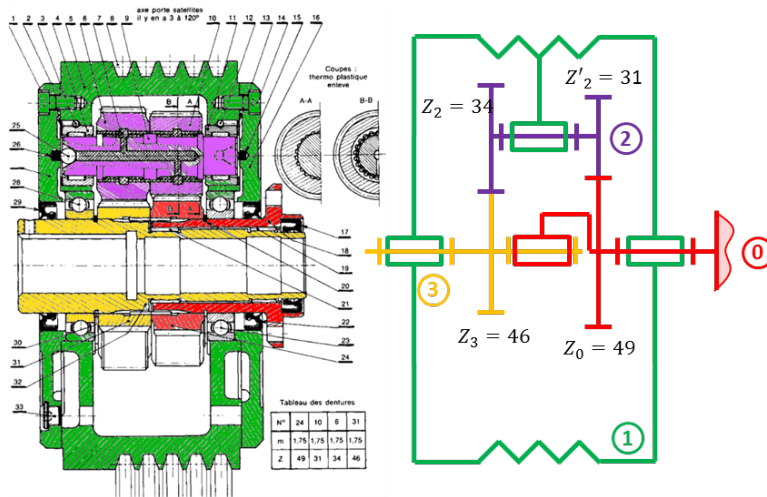 axe porte satellites
il y en a 3 à 120°
1 2 3 4 5 6 7 8 9 10 11 12 13 14 15 16
Coupes :
thermo plastique
enlevé
A-A B-B
25
26
28
29
B A
B A
17
18
19
20
21
22
23
24
30
31
32
33
Tableau des dentures
N° 24 10 6 31
m 1,75 1,75 1,75 1,75
Z 49 31 34 46
Z₂ = 34
Z'₂ = 31
2
3
0
Z₃ = 46
Z₀ = 49
1